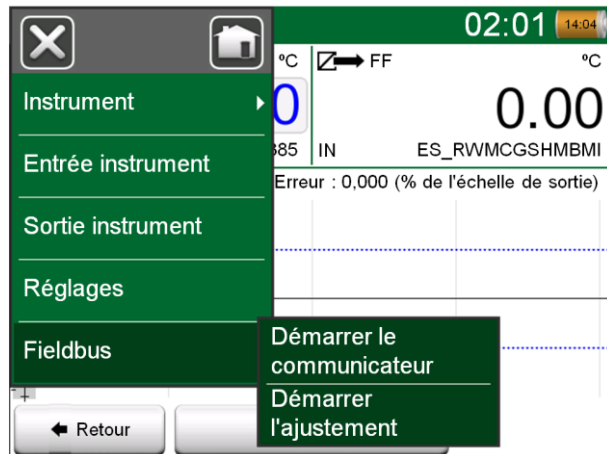 02:01 14:04
°C
FF °C
0
0.00
385
IN ES_RWMCGSHMBMI
Erreur : 0,000 (% de l'échelle de sortie)
Instrument
Entrée instrument
Sortie instrument
Réglages
Fieldbus
Démarrer le
communicateur
Démarrer
l'ajustement
Retour